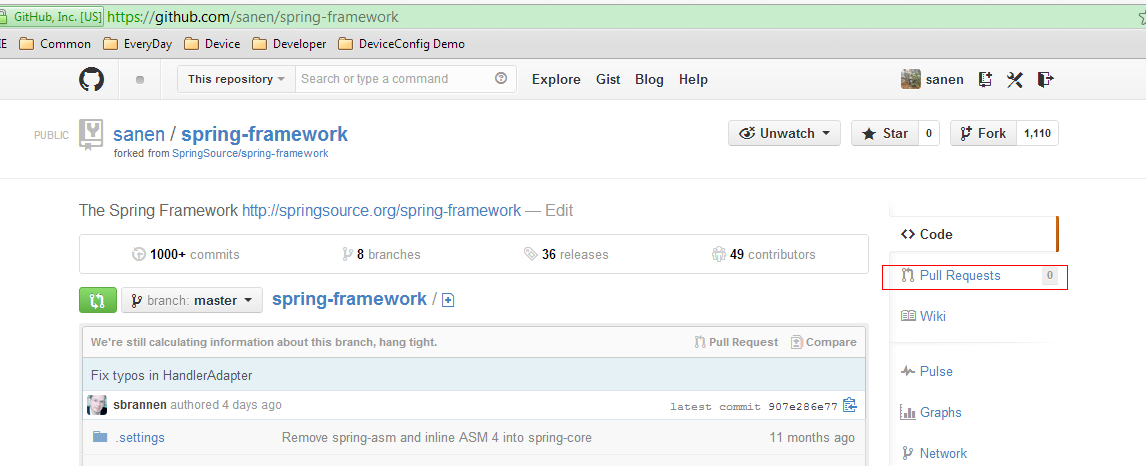 GitHub, Inc. [US] https://github.com/sanen/spring-framework
IE Common EveryDay Device Developer DeviceConfig Demo
This repository Search or type a command Explore Gist Blog Help sanen
PUBLIC sanen / spring-framework Unwatch Star 0 Fork 1,110
forked from SpringSource/spring-framework
The Spring Framework http://springsource.org/spring-framework — Edit
Code
1000+ commits 8 branches 36 releases 49 contributors
Pull Requests 0
branch: master spring-framework /
Wiki
We're still calculating information about this branch, hang tight. Pull Request Compare
Fix typos in HandlerAdapter
Pulse
sbrannen authored 4 days ago latest commit 907e286e77
Graphs
.settings Remove spring-asm and inline ASM 4 into spring-core 11 months ago
Network